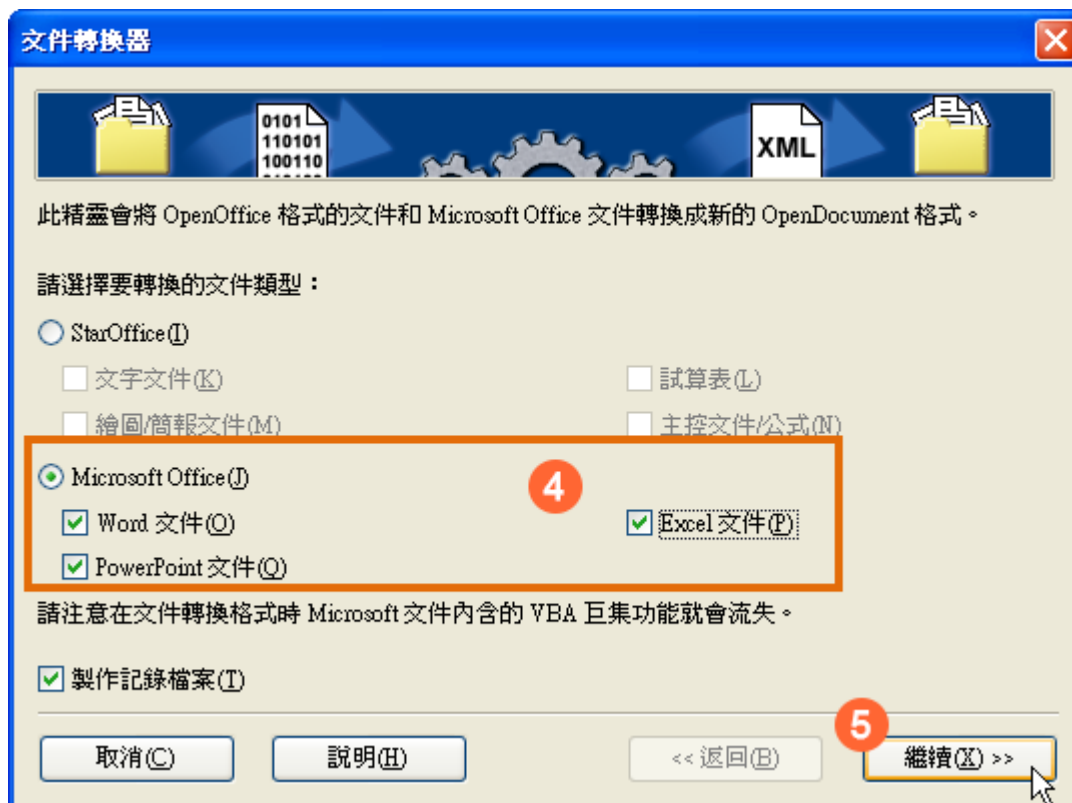 文件轉換器
0101
110101
100110
XML
此精靈會將 OpenOffice 格式的文件和 Microsoft Office 文件轉換成新的 OpenDocument 格式。
請選擇要轉換的文件類型：
StarOffice(I)
文字文件(K) 試算表(L)
繪圖/簡報文件(M) 主控文件/公式(N)
Microsoft Office(J) 4
Word 文件(O) Excel 文件(P)
PowerPoint 文件(Q)
請注意在文件轉換格式時 Microsoft 文件內含的 VBA 巨集功能就會流失。
製作記錄檔案(T)
5
取消(C) 說明(H) << 返回(B) 繼續(X) >>